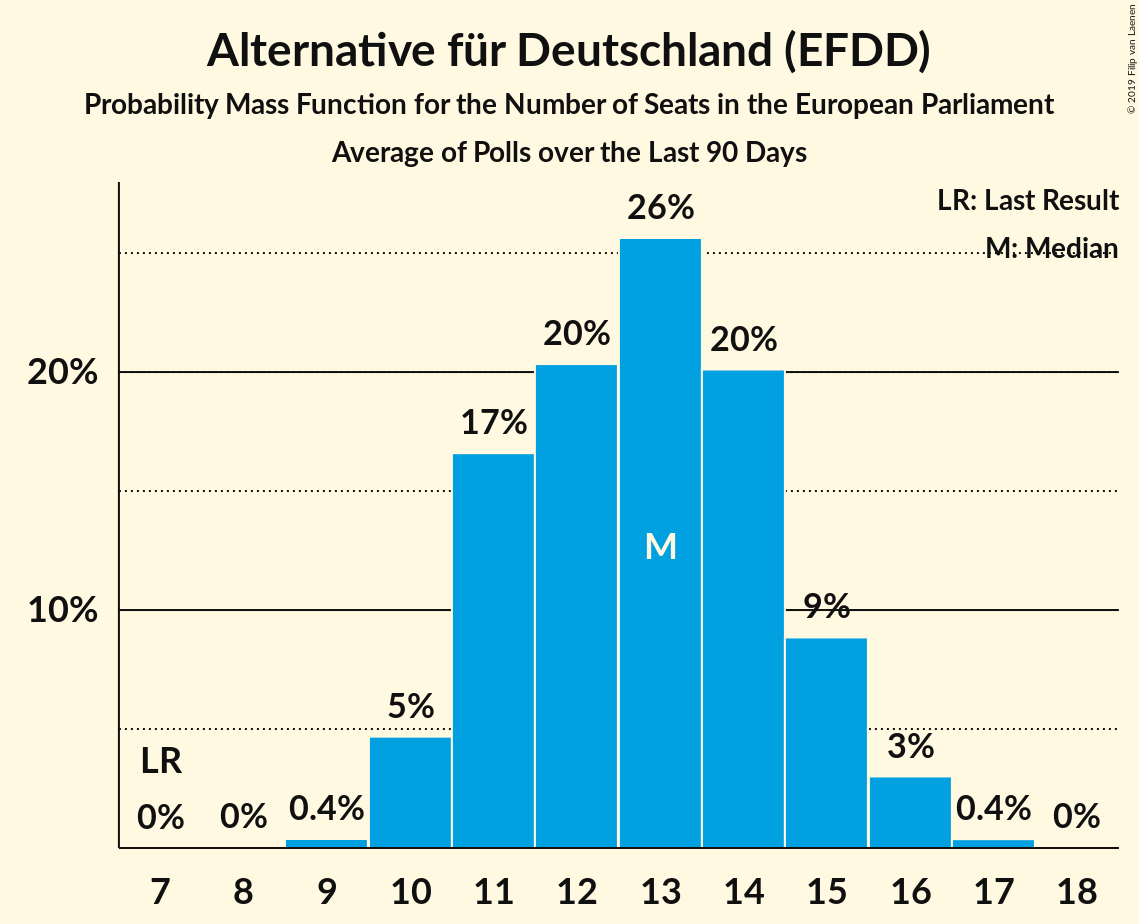 Alternative für Deutschland (EFDD)
Probability Mass Function for the Number of Seats in the European Parliament
Average of Polls over the Last 90 Days
© 2019 Filip van Laenen
LR: Last Result
M: Median
26%
20%
20%
20%
17%
M
10%
9%
5%
3%
LR
0%
0%
0.4%
0.4%
0%
7 8 9 10 11 12 13 14 15 16 17 18